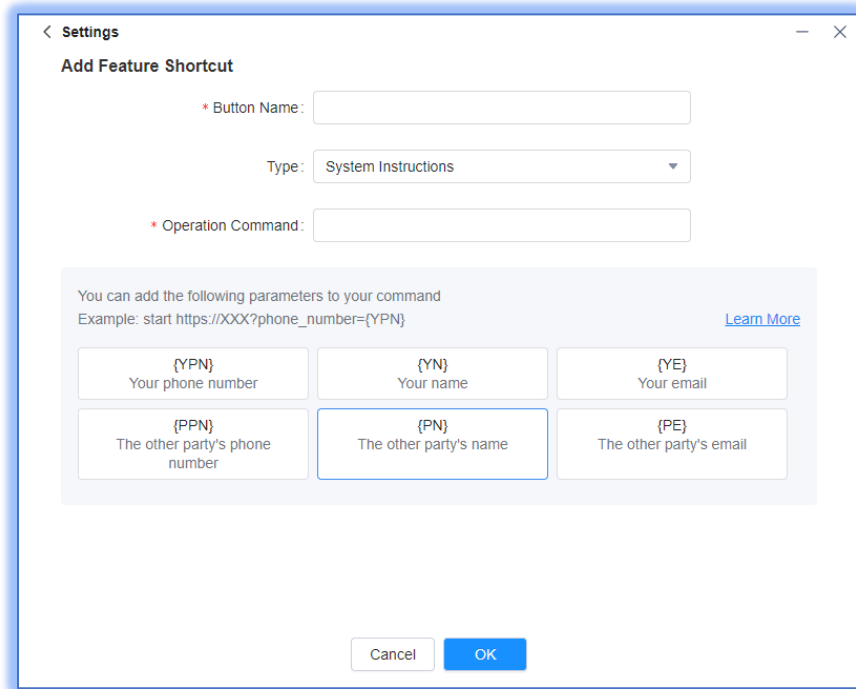 Settings
Add Feature Shortcut
* Button Name:
Type: System Instructions
* Operation Command:
You can add the following parameters to your command
Example: start https://XXX?phone_number={YPN} Learn More
{YPN} {YN} {YE}
Your phone number Your name Your email
{PPN} {PN} {PE}
The other party's phone The other party's name The other party's email
number
Cancel OK